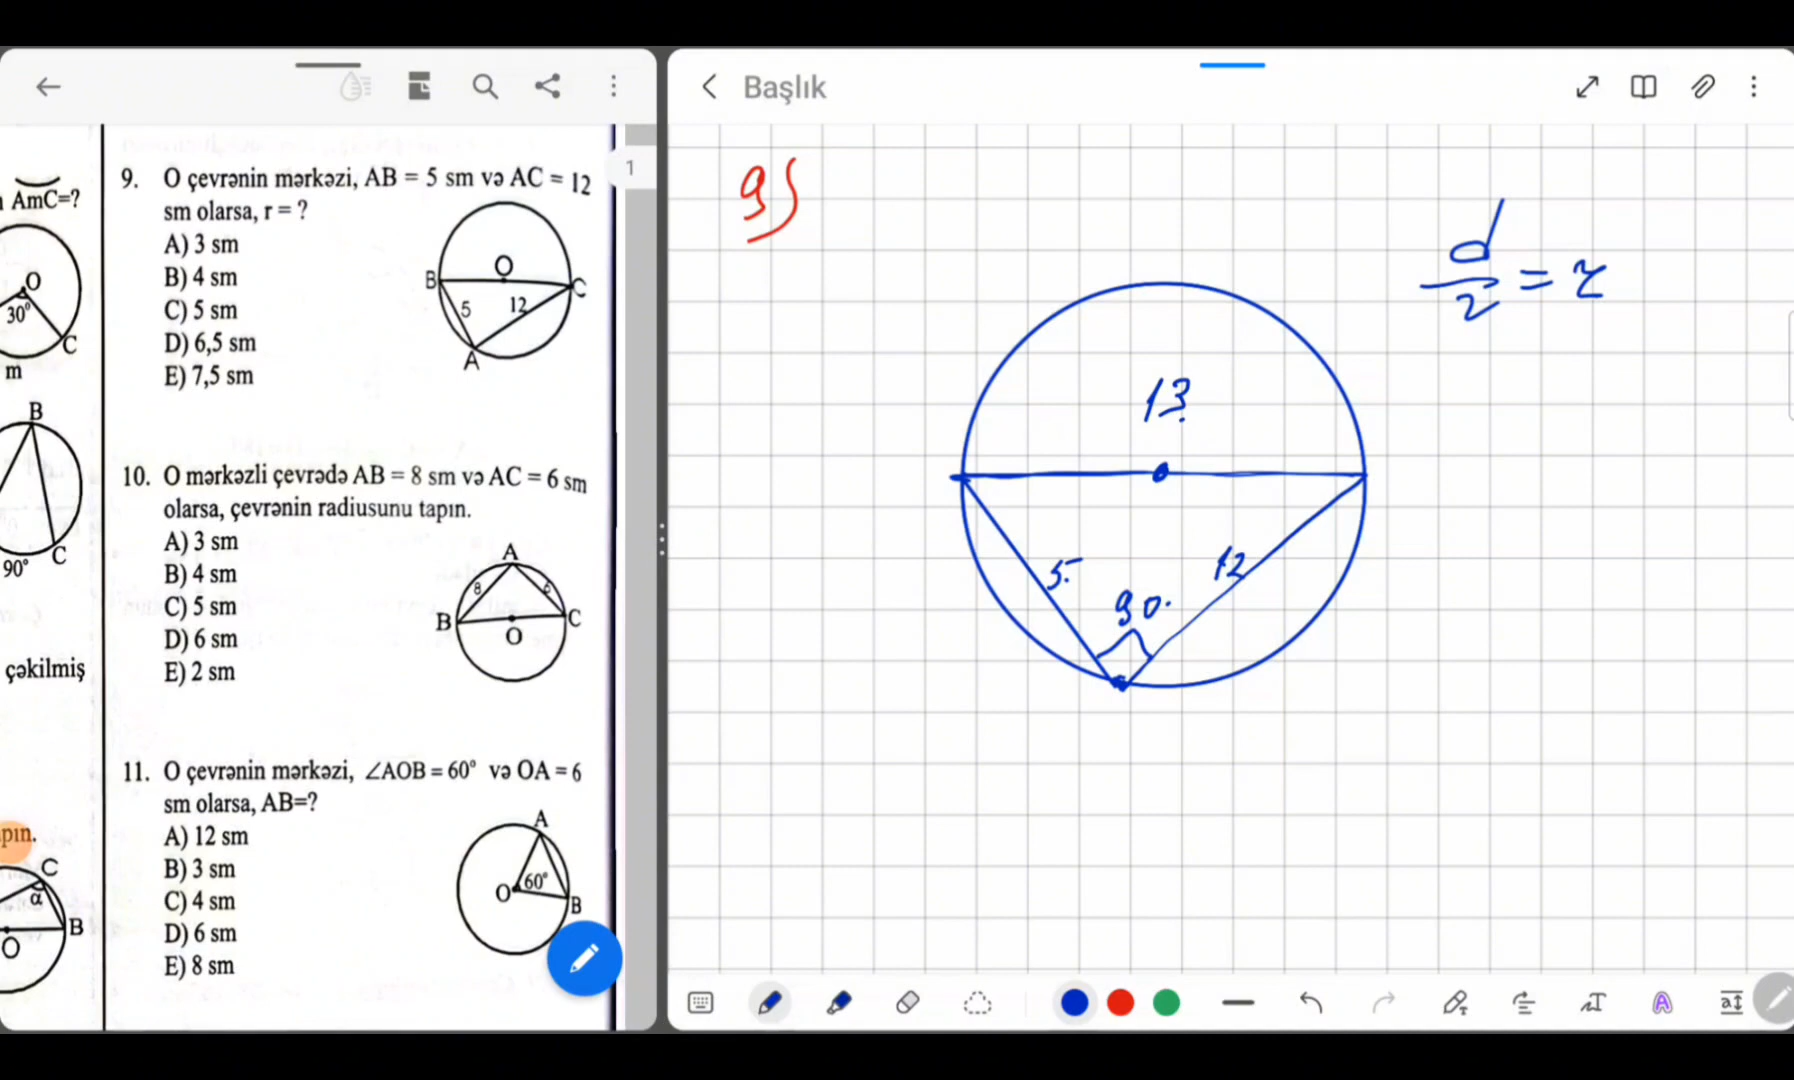 Başlık
AmC=?
O
30°
C
m
B
C
90°
çəkilmiş
C
α
B
O
1
9. O çevrənin mərkəzi, AB = 5 sm və AC = 12
sm olarsa, r = ?
A) 3 sm
B) 4 sm
C) 5 sm
D) 6,5 sm
E) 7,5 sm
B
O
C
5
12
A
10. O mərkəzli çevrədə AB = 8 sm və AC = 6 sm
olarsa, çevrənin radiusunu tapın.
A) 3 sm
B) 4 sm
C) 5 sm
D) 6 sm
E) 2 sm
A
8
6
B
C
O
11. O çevrənin mərkəzi, ∠AOB = 60° və OA = 6
sm olarsa, AB=?
A) 12 sm
B) 3 sm
C) 4 sm
D) 6 sm
E) 8 sm
A
O
60°
B
9)
d/2 = r
13
5
12
90°